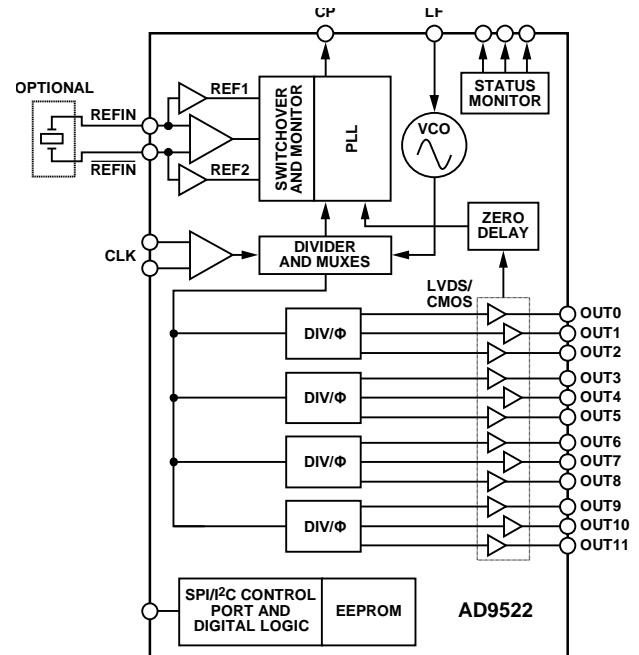 CP
LF
OPTIONAL
REFIN
REFIN
REF1
REF2
SWITCHOVER
AND MONITOR
PLL
VCO
STATUS
MONITOR
CLK
DIVIDER
AND MUXES
ZERO
DELAY
LVDS/
CMOS
DIV/Φ
DIV/Φ
DIV/Φ
DIV/Φ
OUT0
OUT1
OUT2
OUT3
OUT4
OUT5
OUT6
OUT7
OUT8
OUT9
OUT10
OUT11
SPI/I²C CONTROL
PORT AND
DIGITAL LOGIC
EEPROM
AD9522